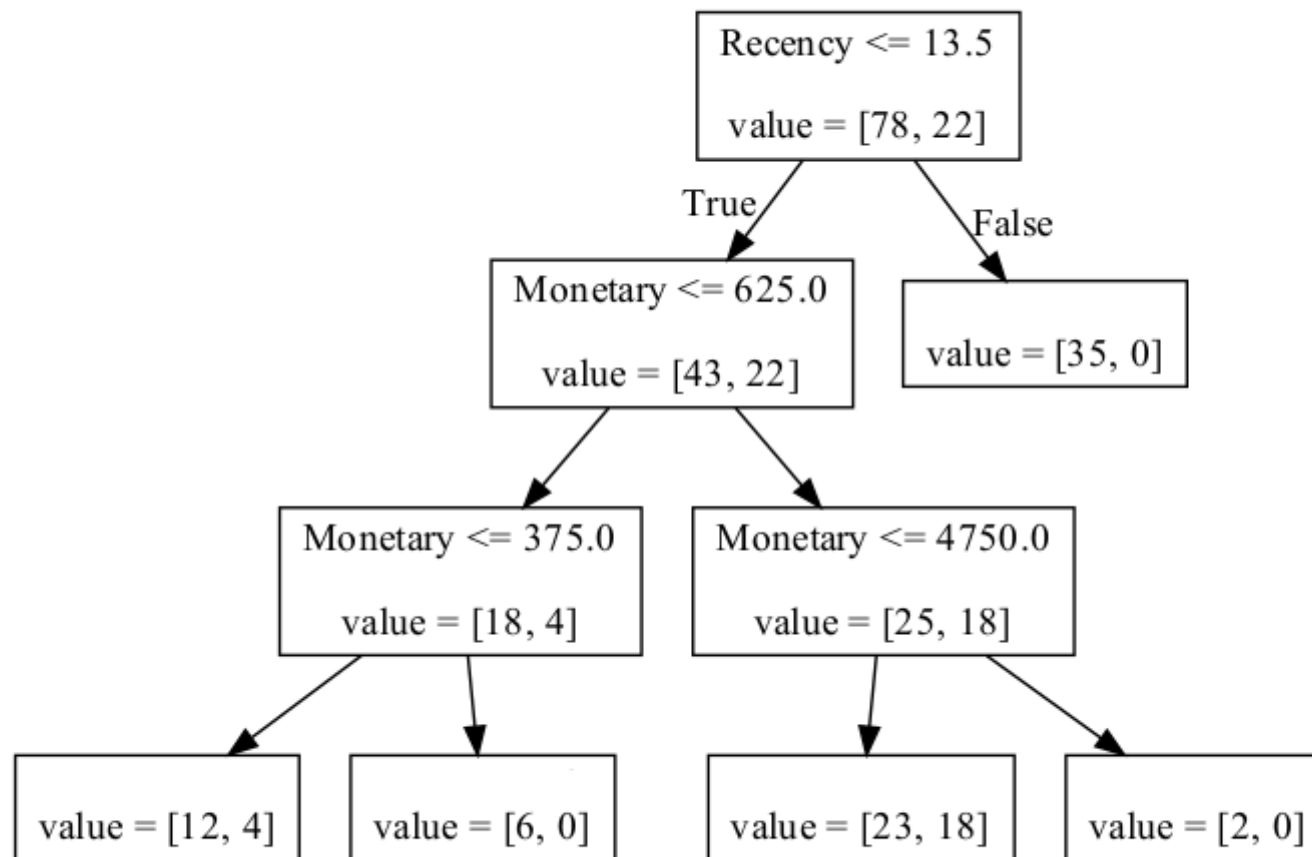 Recency <= 13.5
value = [78, 22]
True
False
Monetary <= 625.0
value = [43, 22]
value = [35, 0]
Monetary <= 375.0
value = [18, 4]
Monetary <= 4750.0
value = [25, 18]
value = [12, 4]
value = [6, 0]
value = [23, 18]
value = [2, 0]